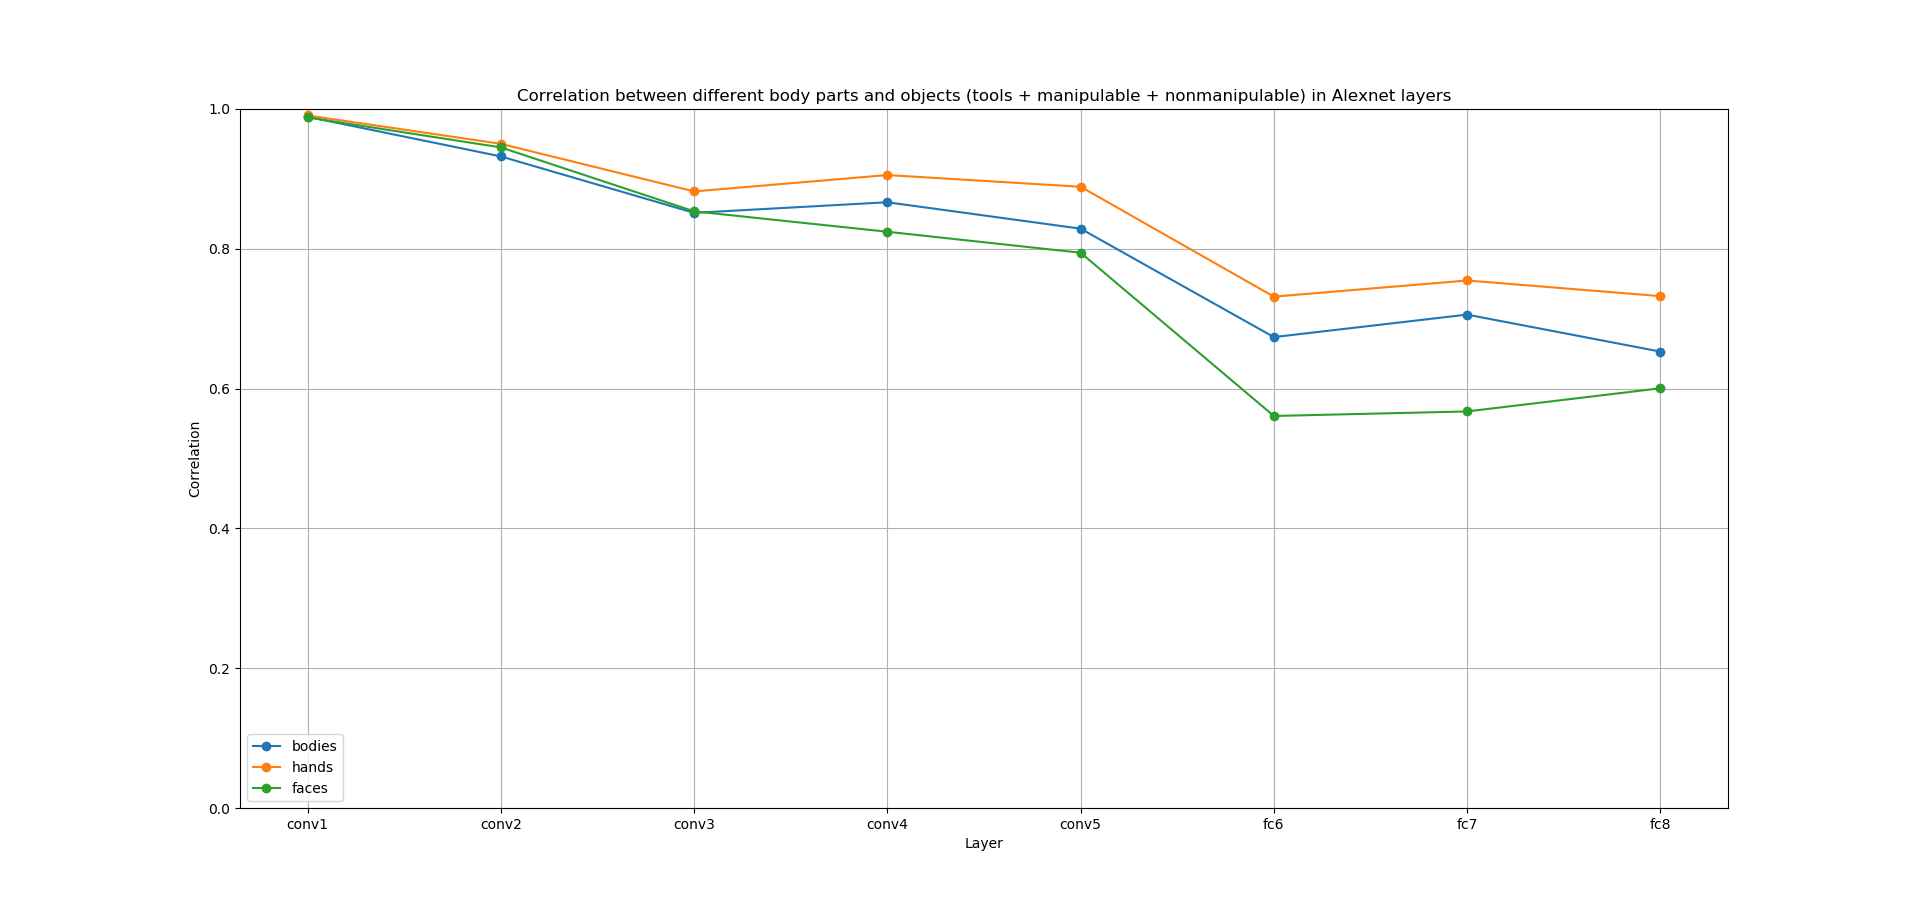 Correlation between different body parts and objects (tools + manipulable + nonmanipulable) in Alexnet layers
1.0
0.8
0.6
0.4
0.2
0.0
Correlation
bodies
hands
faces
conv1 conv2 conv3 conv4 conv5 fc6 fc7 fc8
Layer